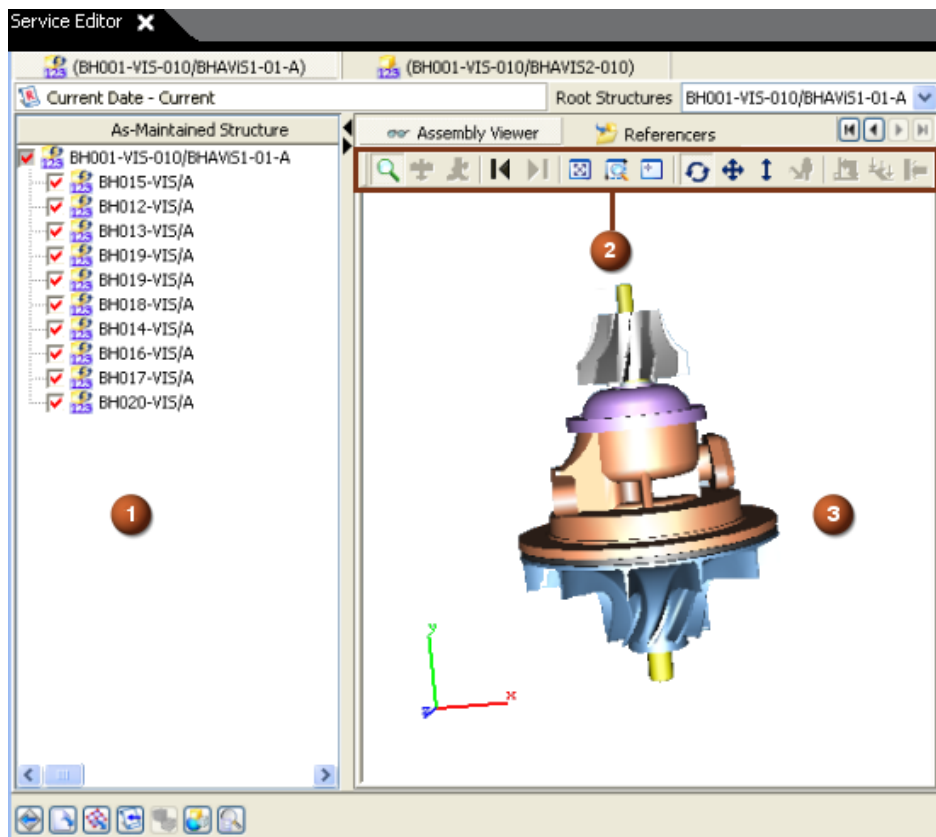 Service Editor
(BH001-VIS-010/BHAViS1-01-A) (BH001-VIS-010/BHAVIS2-010)
Current Date - Current Root Structures BH001-VIS-010/BHAViS1-01-A
As-Maintained Structure
Assembly Viewer Referencers
BH001-VIS-010/BHAViS1-01-A
BH015-VIS/A
BH012-VIS/A
BH013-VIS/A
BH019-VIS/A
BH019-VIS/A
BH018-VIS/A
BH014-VIS/A
BH016-VIS/A
BH017-VIS/A
BH020-VIS/A
1
2
3
y
x
z